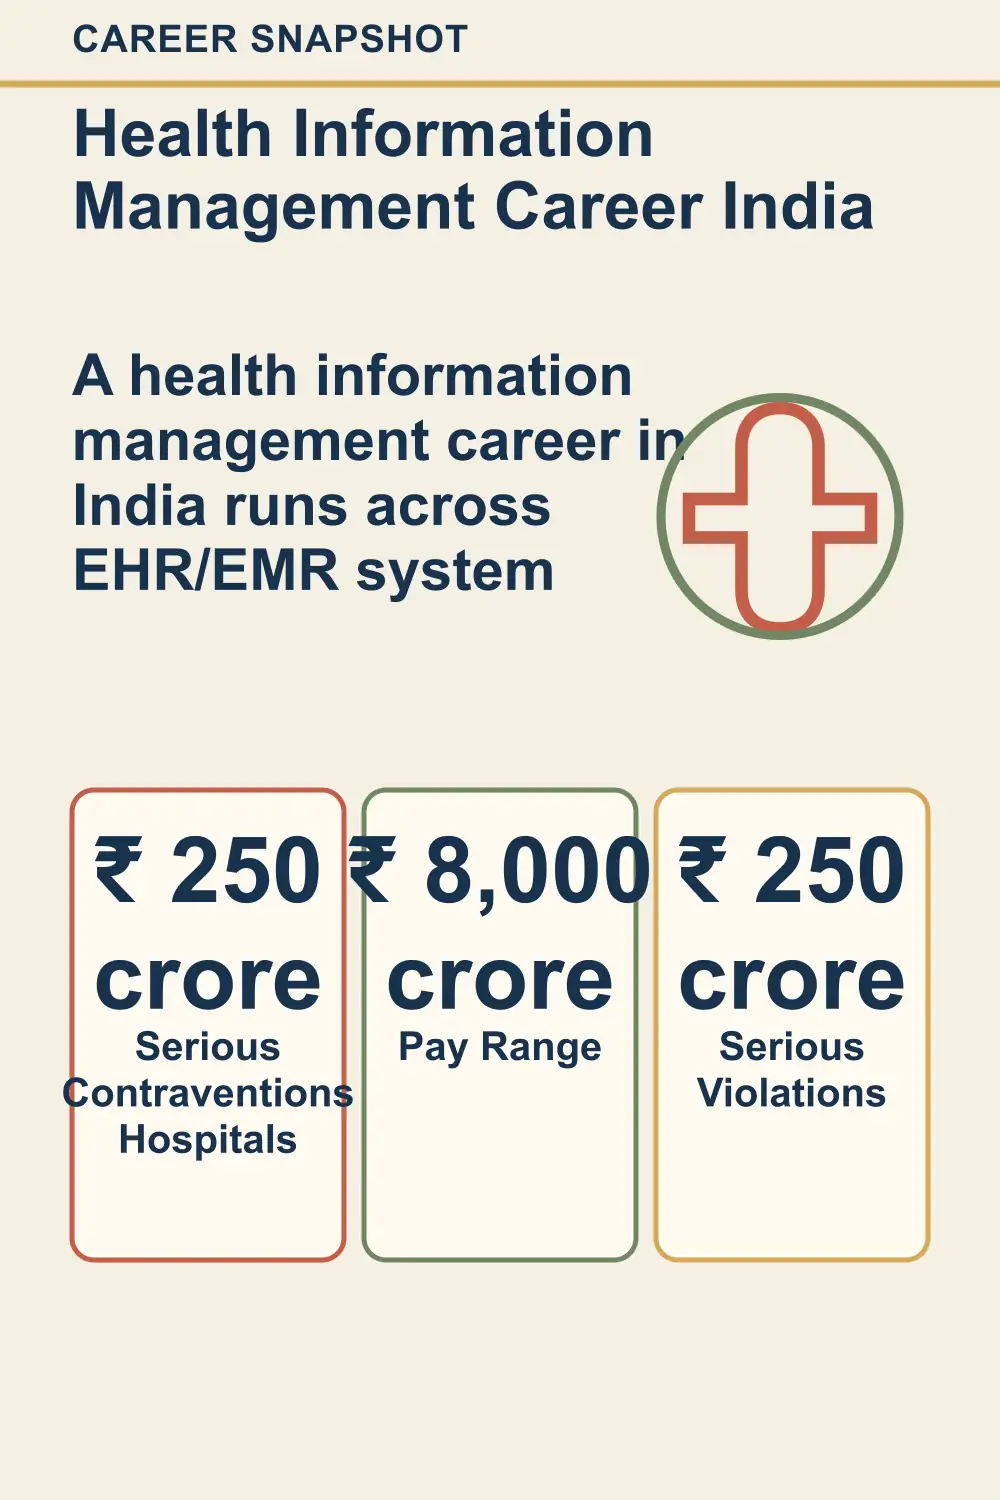 CAREER SNAPSHOT
Health Information
Management Career India
A health information
management career in
India runs across
EHR/EMR system
₹ 250
crore
Serious
Contraventions
Hospitals
₹ 8,000
crore
Pay Range
₹ 250
crore
Serious
Violations